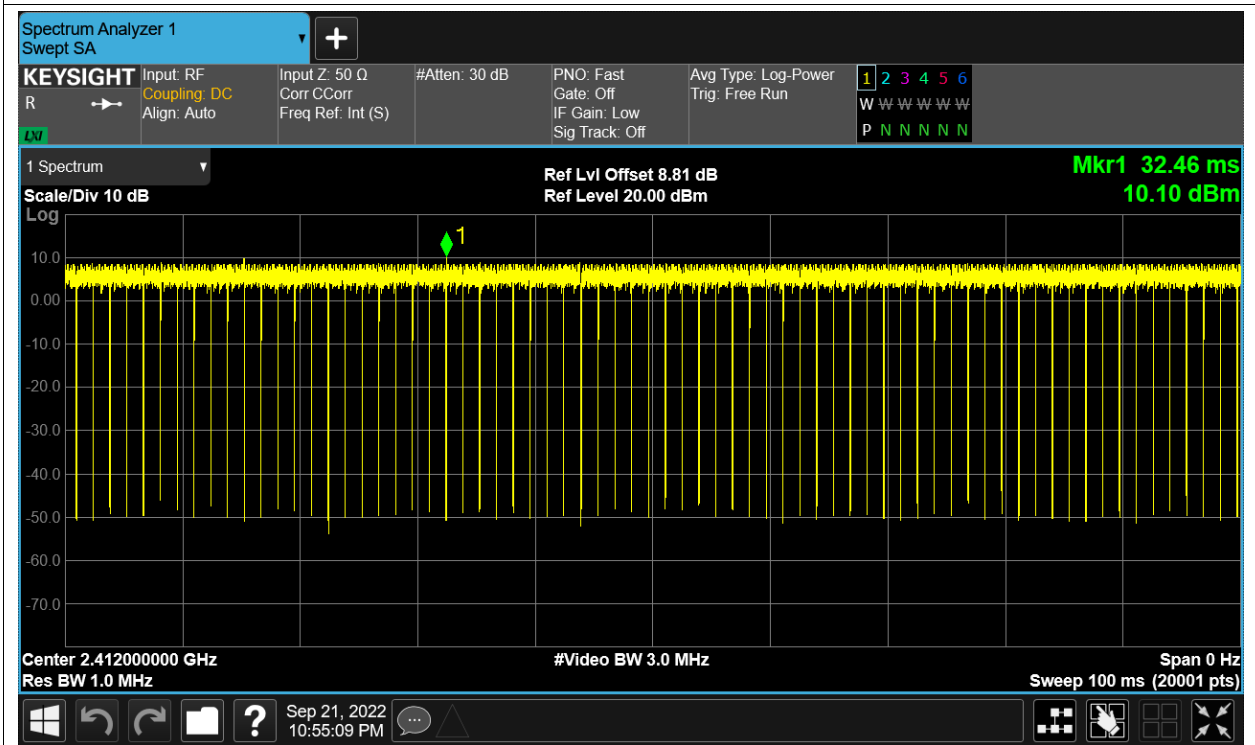 Spectrum Analyzer 1
Swept SA
KEYSIGHT
R
LXI
Input: RF
Coupling: DC
Align: Auto
Input Z: 50 Ω
Corr CCorr
Freq Ref: Int (S)
#Atten: 30 dB
PNO: Fast
Gate: Off
IF Gain: Low
Sig Track: Off
Avg Type: Log-Power
Trig: Free Run
1 2 3 4 5 6
W W W W W W
P N N N N N
1 Spectrum
Scale/Div 10 dB
Ref Lvl Offset 8.81 dB
Ref Level 20.00 dBm
Mkr1 32.46 ms
10.10 dBm
Log
1
10.0
0.00
-10.0
-20.0
-30.0
-40.0
-50.0
-60.0
-70.0
Center 2.412000000 GHz
Res BW 1.0 MHz
#Video BW 3.0 MHz
Span 0 Hz
Sweep 100 ms (20001 pts)
?
Sep 21, 2022
10:55:09 PM